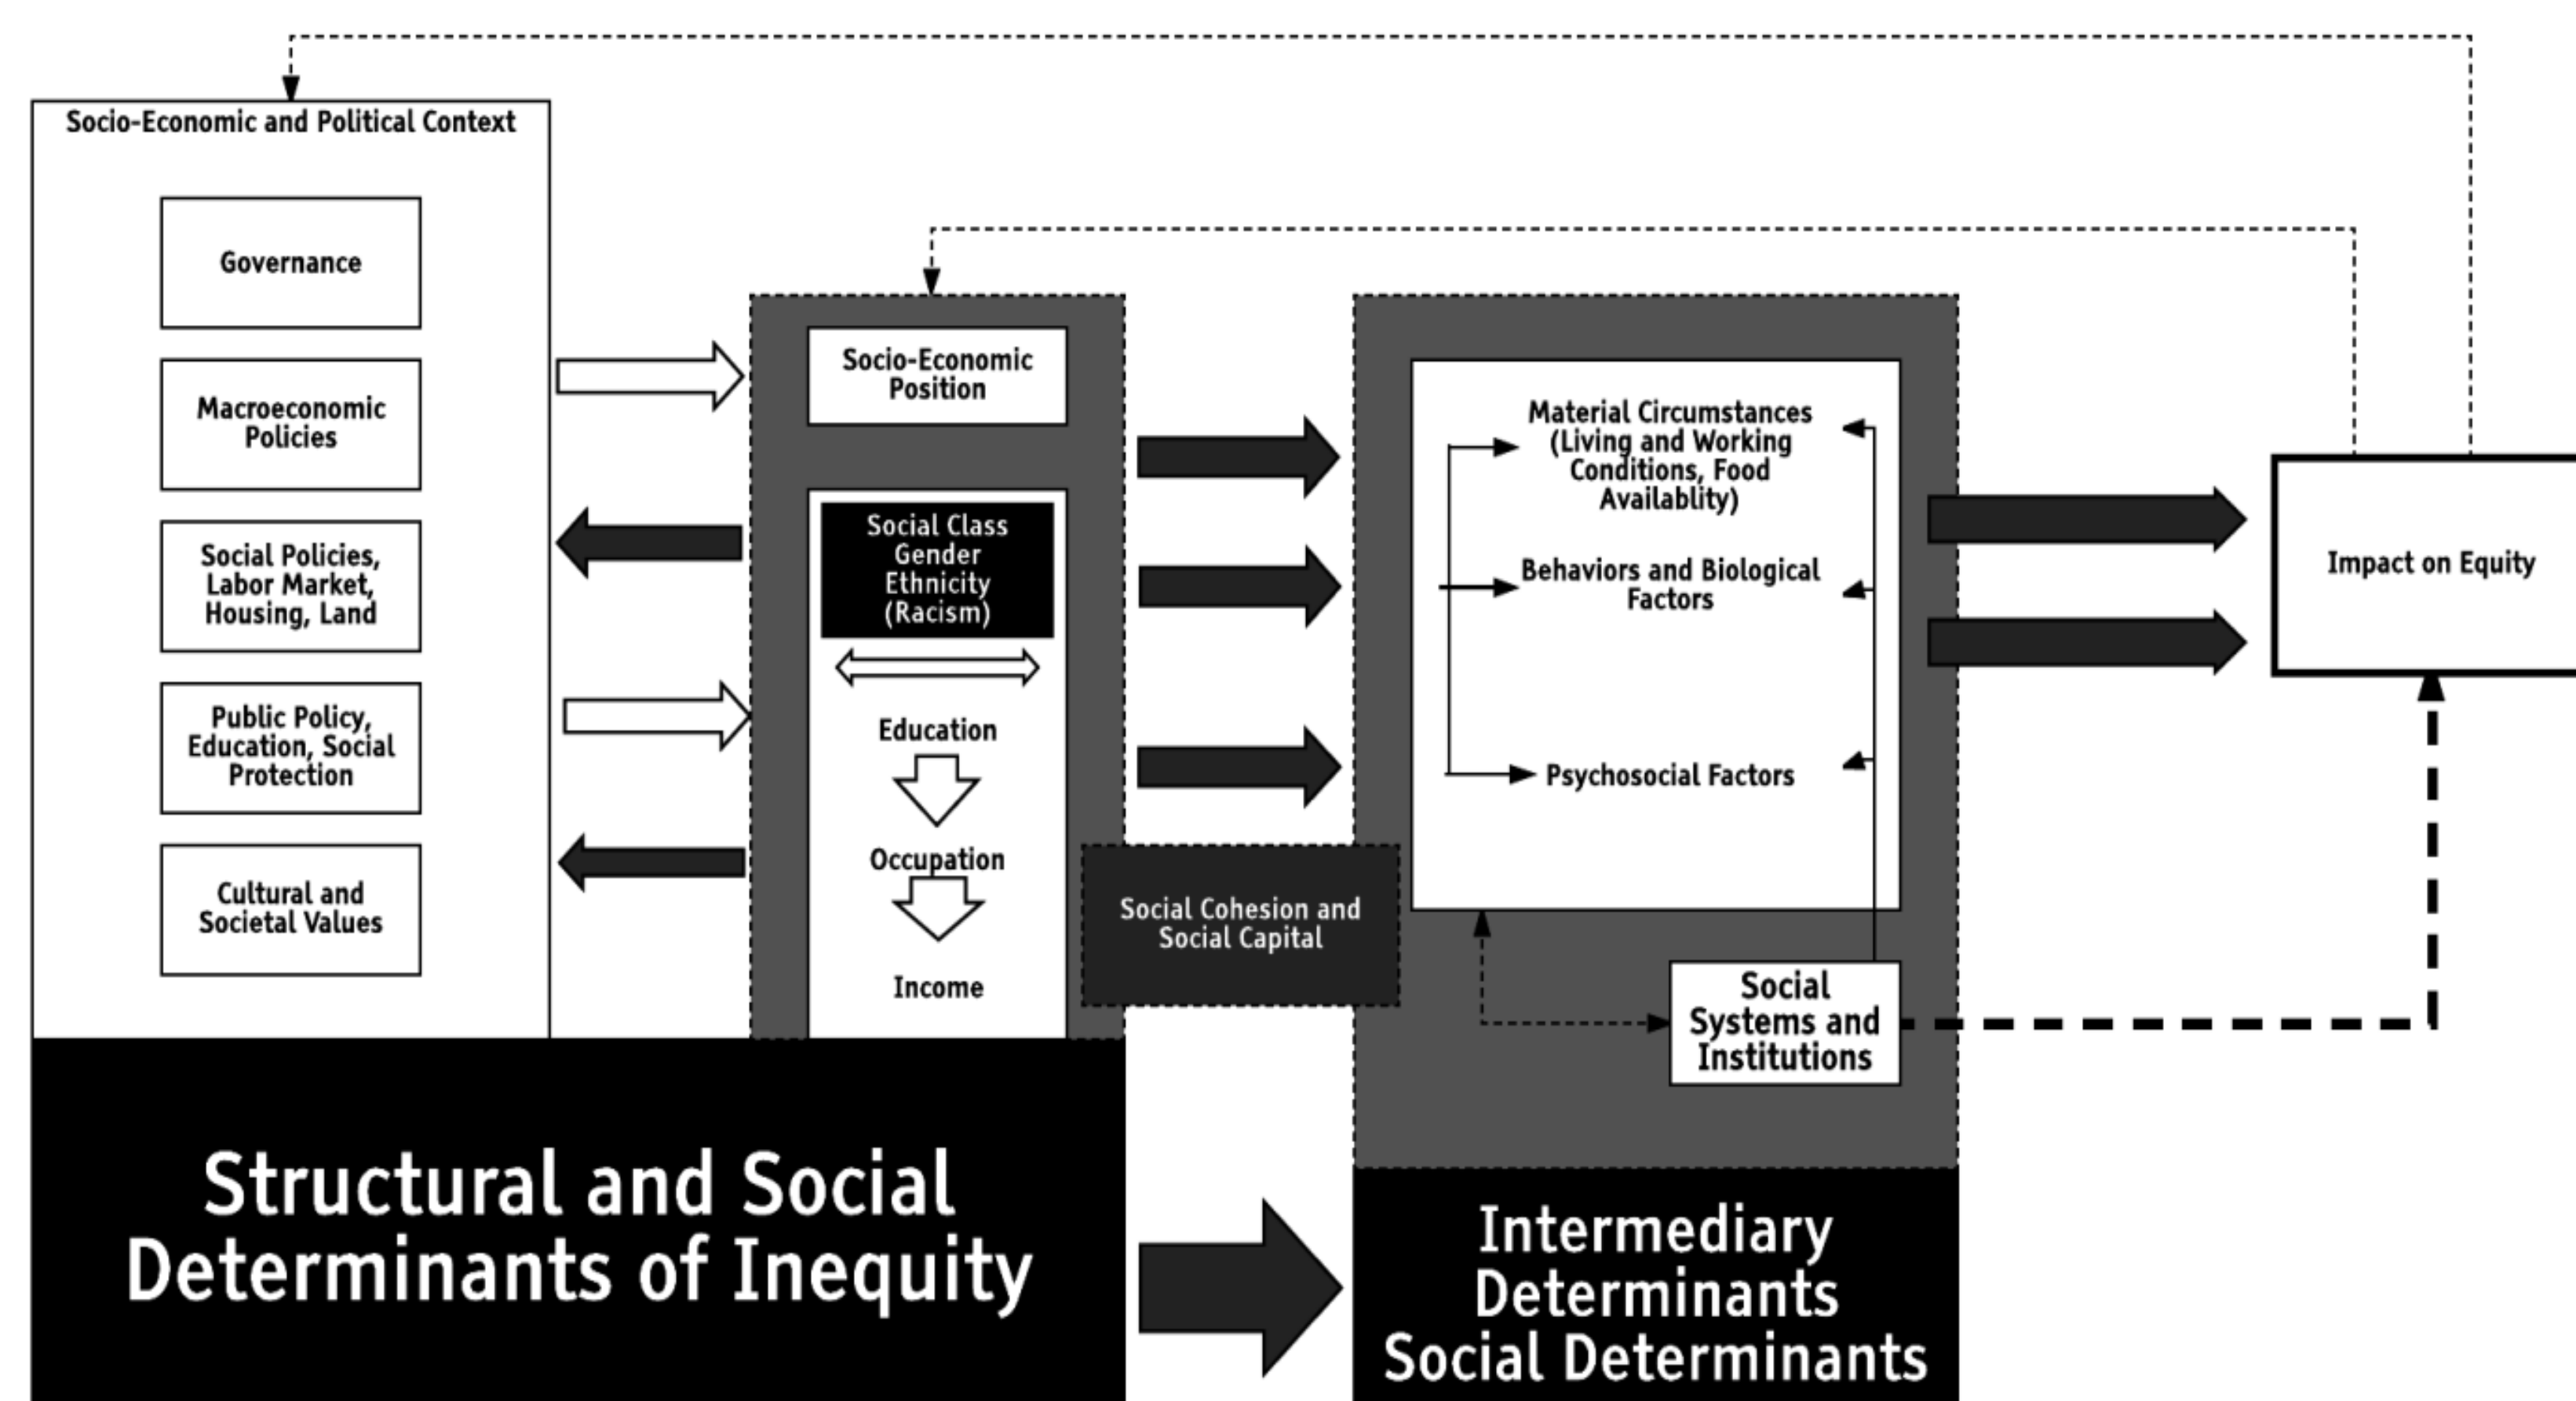 Socio-Economic and Political Context
Governance
Macroeconomic
Policies
Social Policies,
Labor Market,
Housing, Land
Public Policy,
Education, Social
Protection
Cultural and
Societal Values
Socio-Economic
Position
Social Class
Gender
Ethnicity
(Racism)
Education
Occupation
Income
Social Cohesion and
Social Capital
Material Circumstances
(Living and Working
Conditions, Food
Availablity)
Behaviors and Biological
Factors
Psychosocial Factors
Social
Systems and
Institutions
Impact on Equity
Structural and Social
Determinants of Inequity
Intermediary
Determinants
Social Determinants